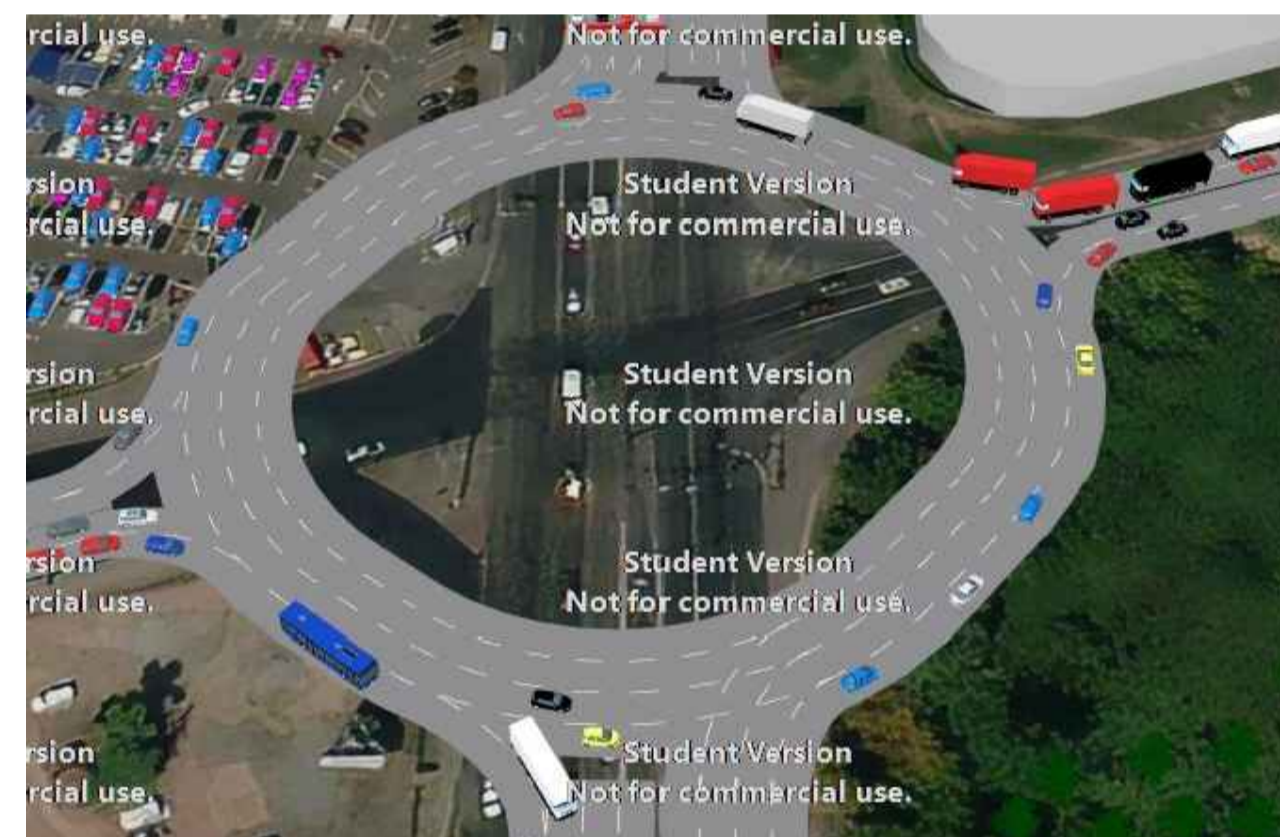 rcial use.
Not for commercial use.
rsion
Student Version
rcial use.
Not for commercial use.
rsion
Student Version
rcial use.
Not for commercial use.
rsion
Student Version
rcial use.
Not for commercial use.
rsion
Student Version
rcial use.
Not for commercial use.